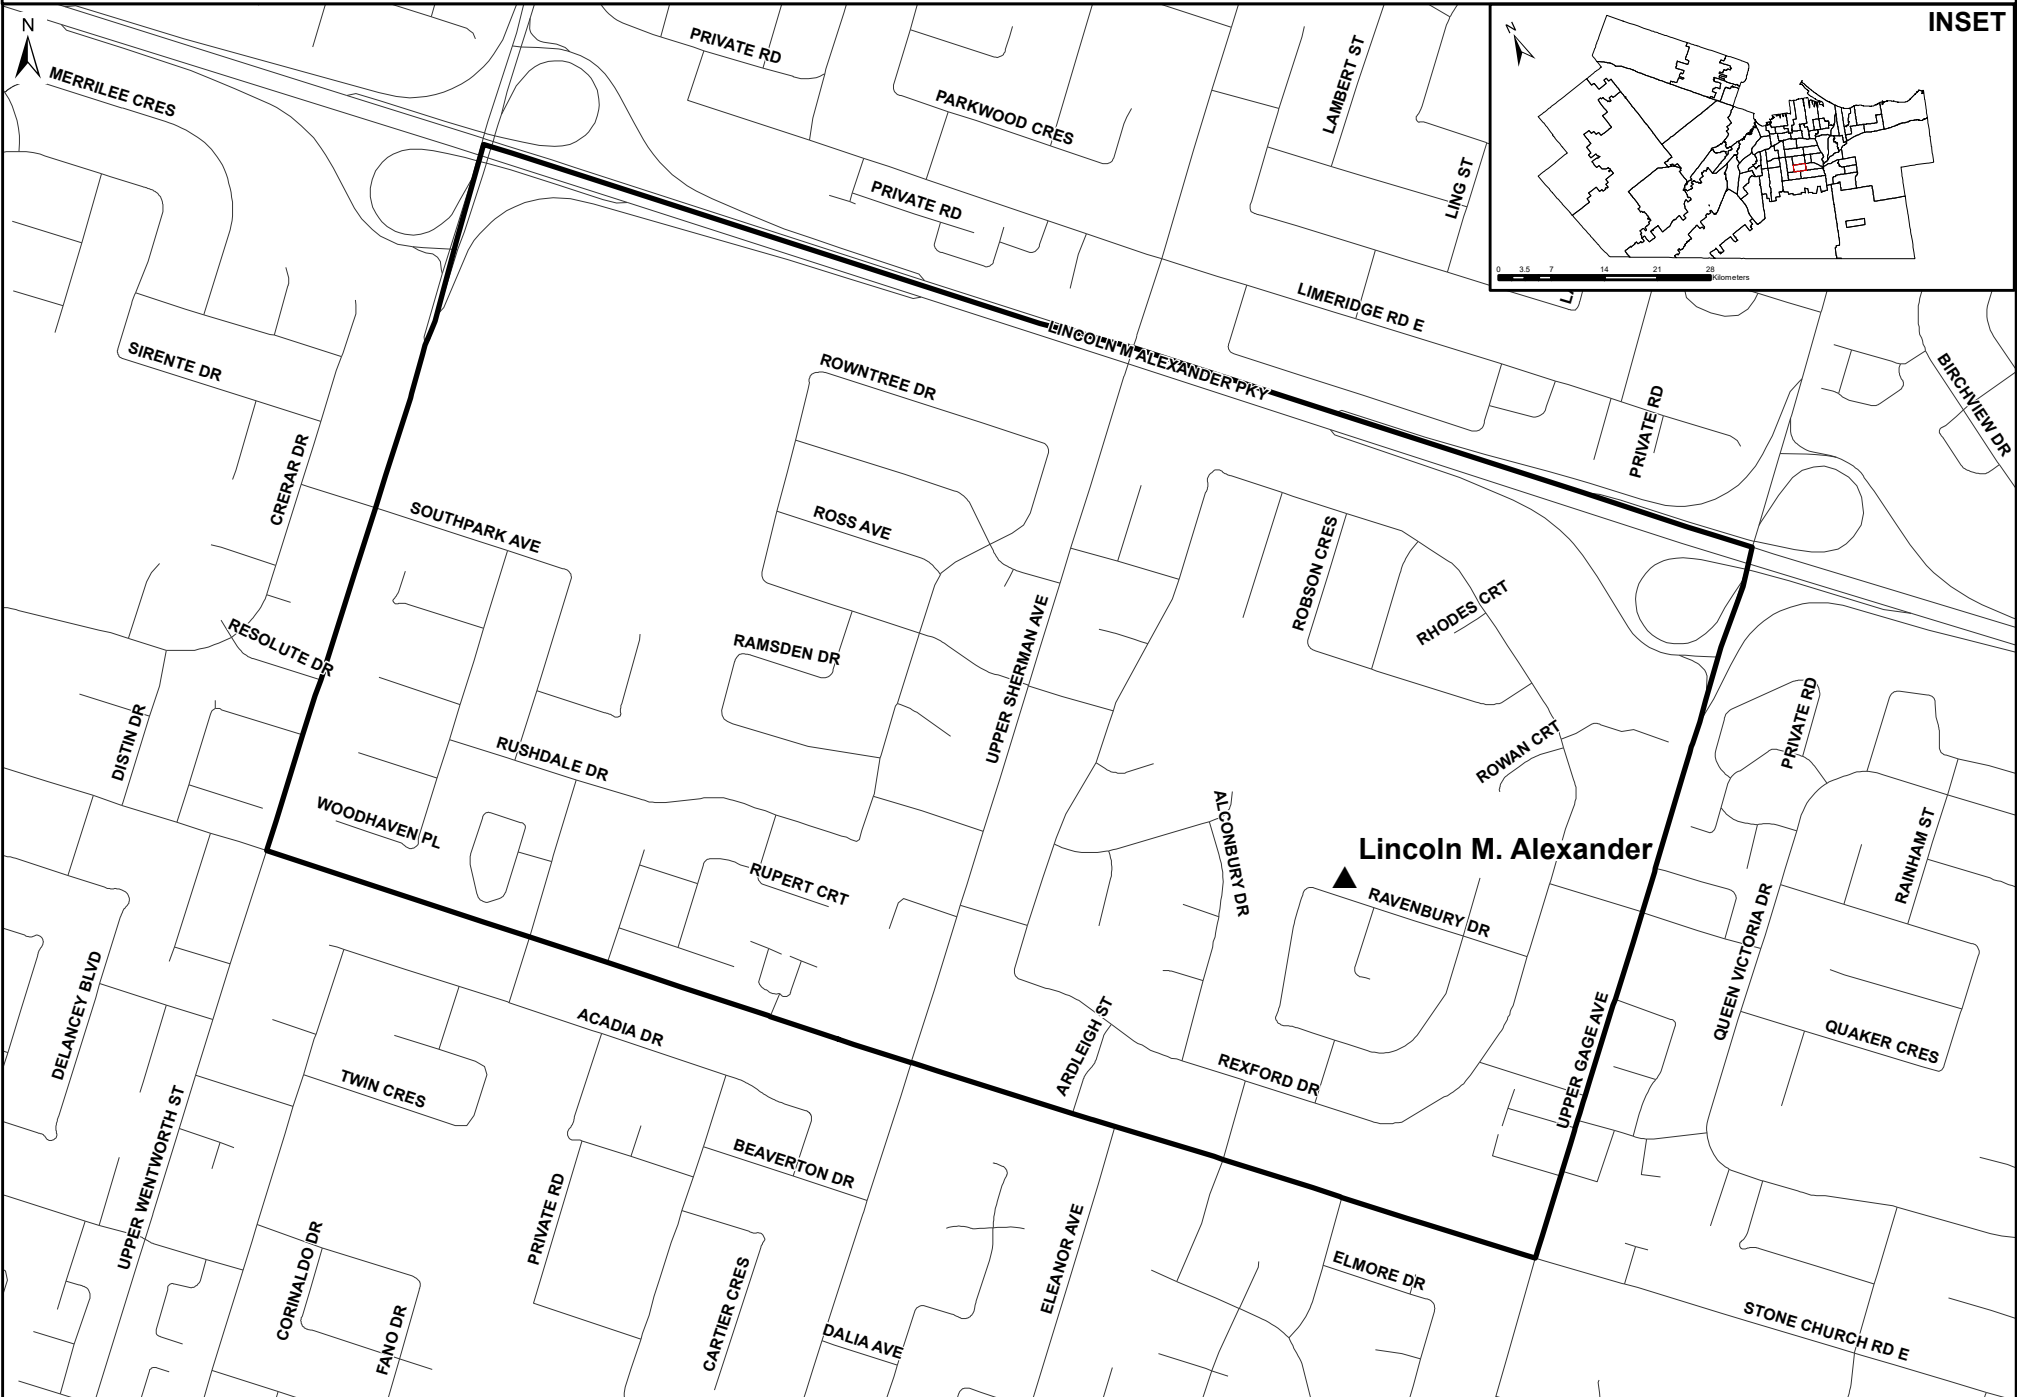 N
MERRILEE CRES
PRIVATE RD
PARKWOOD CRES
LAMBERT ST
LING ST
PRIVATE RD
INSET
N
0 3.5 7 14 21 28
Kilometers
LIMERIDGE RD E
LINCOLN M ALEXANDER PKY
SIRENTE DR
ROWNTREE DR
BIRCHVIEW DR
PRIVATE RD
CRERAR DR
SOUTHPARK AVE
ROSS AVE
ROBSON CRES
RHODES CRT
RESOLUTE DR
RAMSDEN DR
UPPER SHERMAN AVE
DISTIN DR
RUSHDALE DR
ROWAN CRT
PRIVATE RD
WOODHAVEN PL
ALCONBURY DR
Lincoln M. Alexander
RAINHAM ST
RUPERT CRT
RAVENBURY DR
QUEEN VICTORIA DR
DELANCEY BLVD
ACADIA DR
ARDLEIGH ST
UPPER GAGE AVE
QUAKER CRES
TWIN CRES
REXFORD DR
UPPER WENTWORTH ST
BEAVERTON DR
PRIVATE RD
CORINALDO DR
FANO DR
CARTIER CRES
ELEANOR AVE
ELMORE DR
DALIA AVE
STONE CHURCH RD E